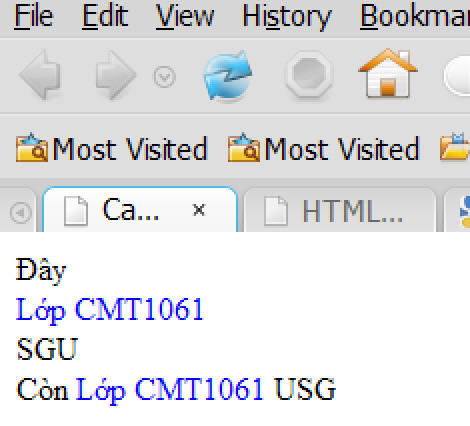 File Edit View History Bookmar
Most Visited Most Visited
Ca... × HTML...
Đây
Lớp CMT1061
SGU
Còn Lớp CMT1061 USG